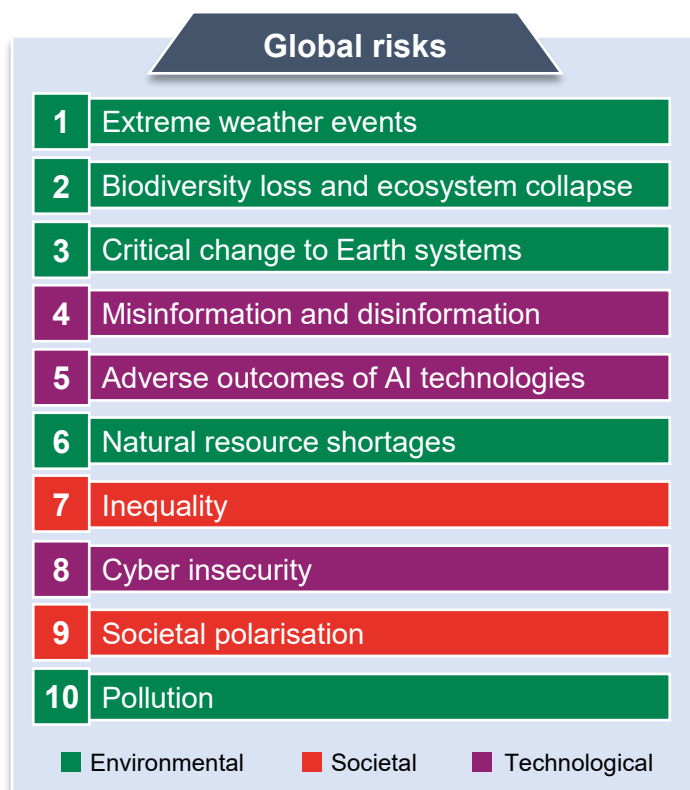 Global risks
1 Extreme weather events
2 Biodiversity loss and ecosystem collapse
3 Critical change to Earth systems
4 Misinformation and disinformation
5 Adverse outcomes of AI technologies
6 Natural resource shortages
7 Inequality
8 Cyber insecurity
9 Societal polarisation
10 Pollution
Environmental Societal Technological